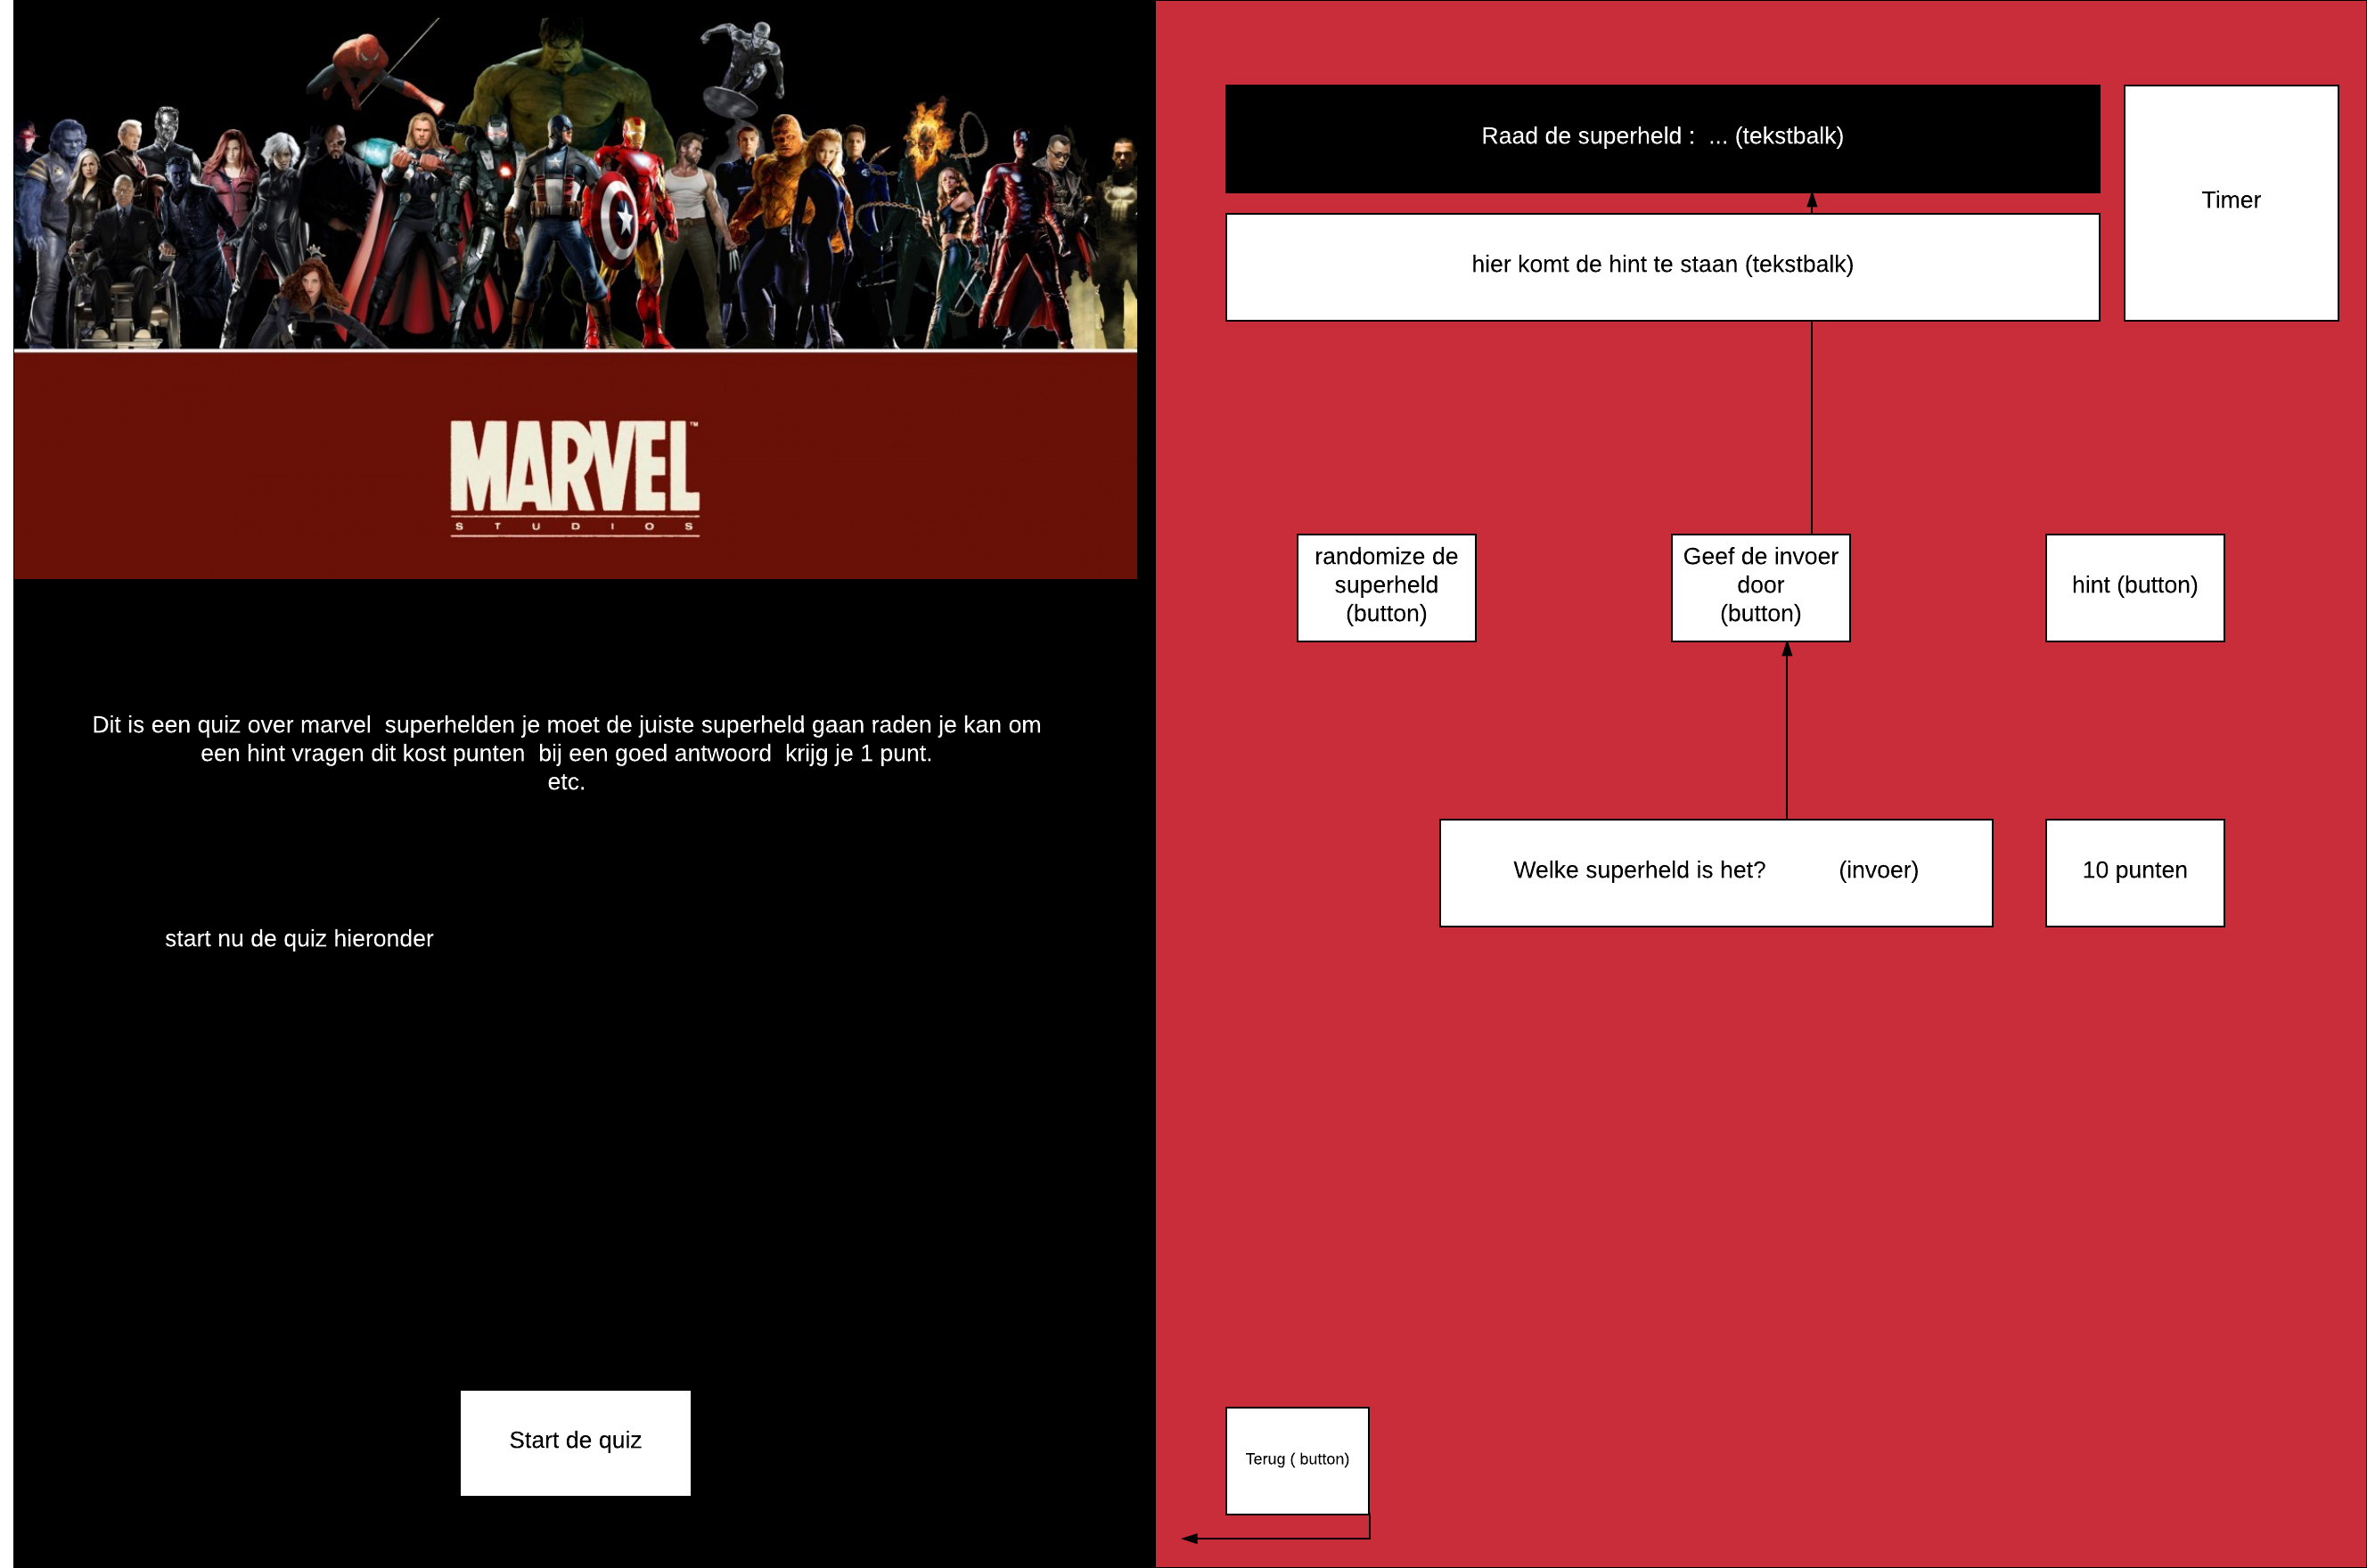 MARVEL™
STUDIOS
Dit is een quiz over marvel  superhelden je moet de juiste superheld gaan raden je kan om
een hint vragen dit kost punten  bij een goed antwoord  krijg je 1 punt.
etc.
start nu de quiz hieronder
Start de quiz
Raad de superheld :  ... (tekstbalk)
Timer
hier komt de hint te staan (tekstbalk)
randomize de
superheld
(button)
Geef de invoer
door
(button)
hint (button)
Welke superheld is het?          (invoer)
10 punten
Terug ( button)